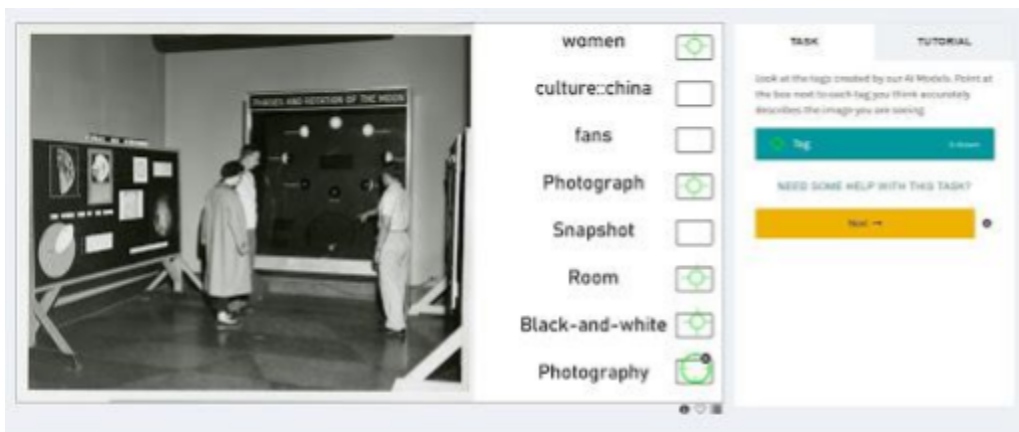 PHASES AND ROTATION OF THE MOON
women
culture::china
fans
Photograph
Snapshot
Room
Black-and-white
Photography
TASK
TUTORIAL
Look at the tags created by our AI Models. Point at
the box next to each tag you think accurately
describes the image you are seeing.
Tag
NEED SOME HELP WITH THIS TASK?
Next →